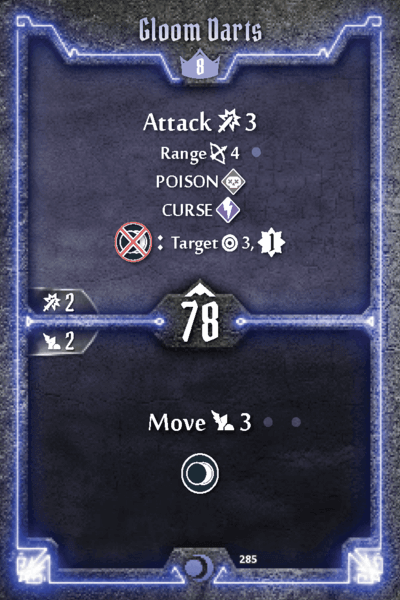 Gloom Darts
8
Attack 3
Range 4
POISON
CURSE
: Target 3, 1
2
78
2
Move 3
285